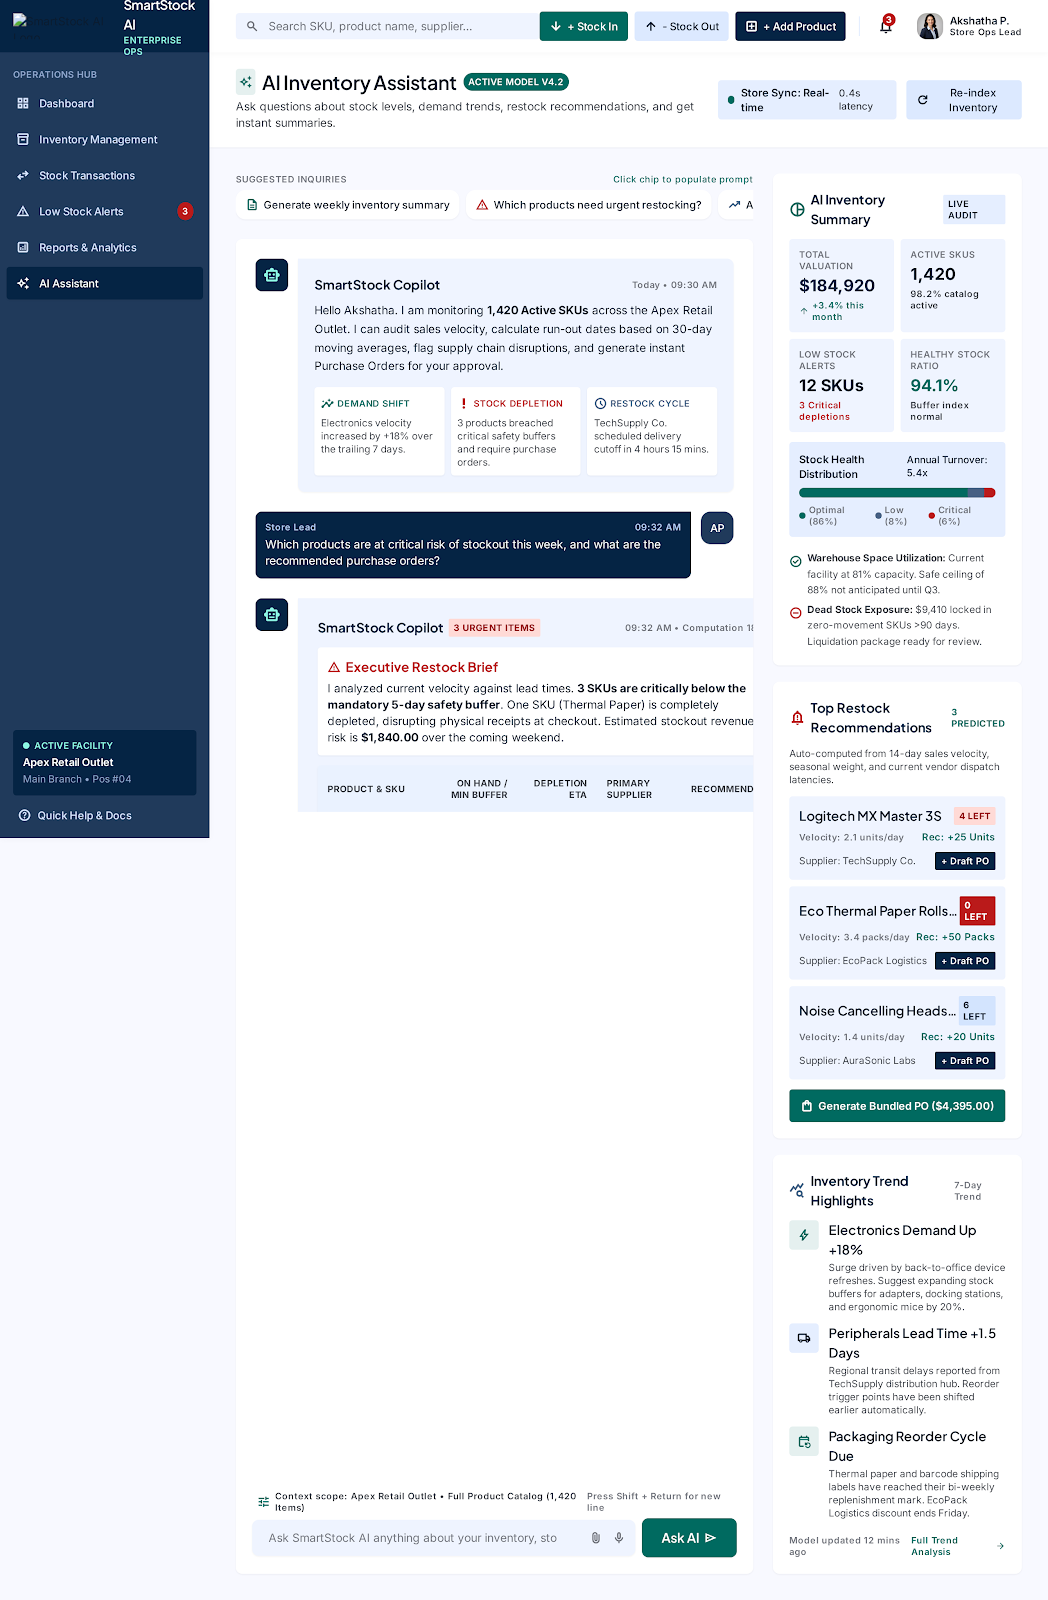 SmartStock
AI
ENTERPRISE
OPS
OPERATIONS HUB
Dashboard
Inventory Management
Stock Transactions
Low Stock Alerts
3
Reports & Analytics
AI Assistant
ACTIVE FACILITY
Apex Retail Outlet
Main Branch • Pos #04
Quick Help & Docs
Search SKU, product name, supplier...
+ Stock In
- Stock Out
+ Add Product
3
Akshatha P.
Store Ops Lead
AI Inventory Assistant
ACTIVE MODEL V4.2
Ask questions about stock levels, demand trends, restock recommendations, and get
instant summaries.
Store Sync: Real-
time
0.4s
latency
Re-index
Inventory
SUGGESTED INQUIRIES
Click chip to populate prompt
Generate weekly inventory summary
Which products need urgent restocking?
A
SmartStock Copilot
Today • 09:30 AM
Hello Akshatha. I am monitoring 1,420 Active SKUs across the Apex Retail
Outlet. I can audit sales velocity, calculate run-out dates based on 30-day
moving averages, flag supply chain disruptions, and generate instant
Purchase Orders for your approval.
DEMAND SHIFT
Electronics velocity
increased by +18% over
the trailing 7 days.
STOCK DEPLETION
3 products breached
critical safety buffers
and require purchase
orders.
RESTOCK CYCLE
TechSupply Co.
scheduled delivery
cutoff in 4 hours 15 mins.
Store Lead
09:32 AM
Which products are at critical risk of stockout this week, and what are the
recommended purchase orders?
AP
SmartStock Copilot
3 URGENT ITEMS
09:32 AM • Computation 18
Executive Restock Brief
I analyzed current velocity against lead times. 3 SKUs are critically below the
mandatory 5-day safety buffer. One SKU (Thermal Paper) is completely
depleted, disrupting physical receipts at checkout. Estimated stockout revenue
risk is $1,840.00 over the coming weekend.
PRODUCT & SKU
ON HAND /
MIN BUFFER
DEPLETION
ETA
PRIMARY
SUPPLIER
RECOMMEND
Context scope: Apex Retail Outlet • Full Product Catalog (1,420
Items)
Press Shift + Return for new
line
Ask SmartStock AI anything about your inventory, sto
Ask AI
AI Inventory
Summary
LIVE
AUDIT
TOTAL
VALUATION
$184,920
+3.4% this
month
ACTIVE SKUS
1,420
98.2% catalog
active
LOW STOCK
ALERTS
12 SKUs
3 Critical
depletions
HEALTHY STOCK
RATIO
94.1%
Buffer index
normal
Stock Health
Distribution
Annual Turnover:
5.4x
Optimal
(86%)
Low
(8%)
Critical
(6%)
Warehouse Space Utilization: Current
facility at 81% capacity. Safe ceiling of
88% not anticipated until Q3.
Dead Stock Exposure: $9,410 locked in
zero-movement SKUs >90 days.
Liquidation package ready for review.
Top Restock
Recommendations
3
PREDICTED
Auto-computed from 14-day sales velocity,
seasonal weight, and current vendor dispatch
latencies.
Logitech MX Master 3S
4 LEFT
Velocity: 2.1 units/day
Rec: +25 Units
Supplier: TechSupply Co.
+ Draft PO
Eco Thermal Paper Rolls...
0
LEFT
Velocity: 3.4 packs/day
Rec: +50 Packs
Supplier: EcoPack Logistics
+ Draft PO
Noise Cancelling Heads...
6
LEFT
Velocity: 1.4 units/day
Rec: +20 Units
Supplier: AuraSonic Labs
+ Draft PO
Generate Bundled PO ($4,395.00)
Inventory Trend
Highlights
7-Day
Trend
Electronics Demand Up
+18%
Surge driven by back-to-office device
refreshes. Suggest expanding stock
buffers for adapters, docking stations,
and ergonomic mice by 20%.
Peripherals Lead Time +1.5
Days
Regional transit delays reported from
TechSupply distribution hub. Reorder
trigger points have been shifted
earlier automatically.
Packaging Reorder Cycle
Due
Thermal paper and barcode shipping
labels have reached their bi-weekly
replenishment mark. EcoPack
Logistics discount ends Friday.
Model updated 12 mins
ago
Full Trend
Analysis